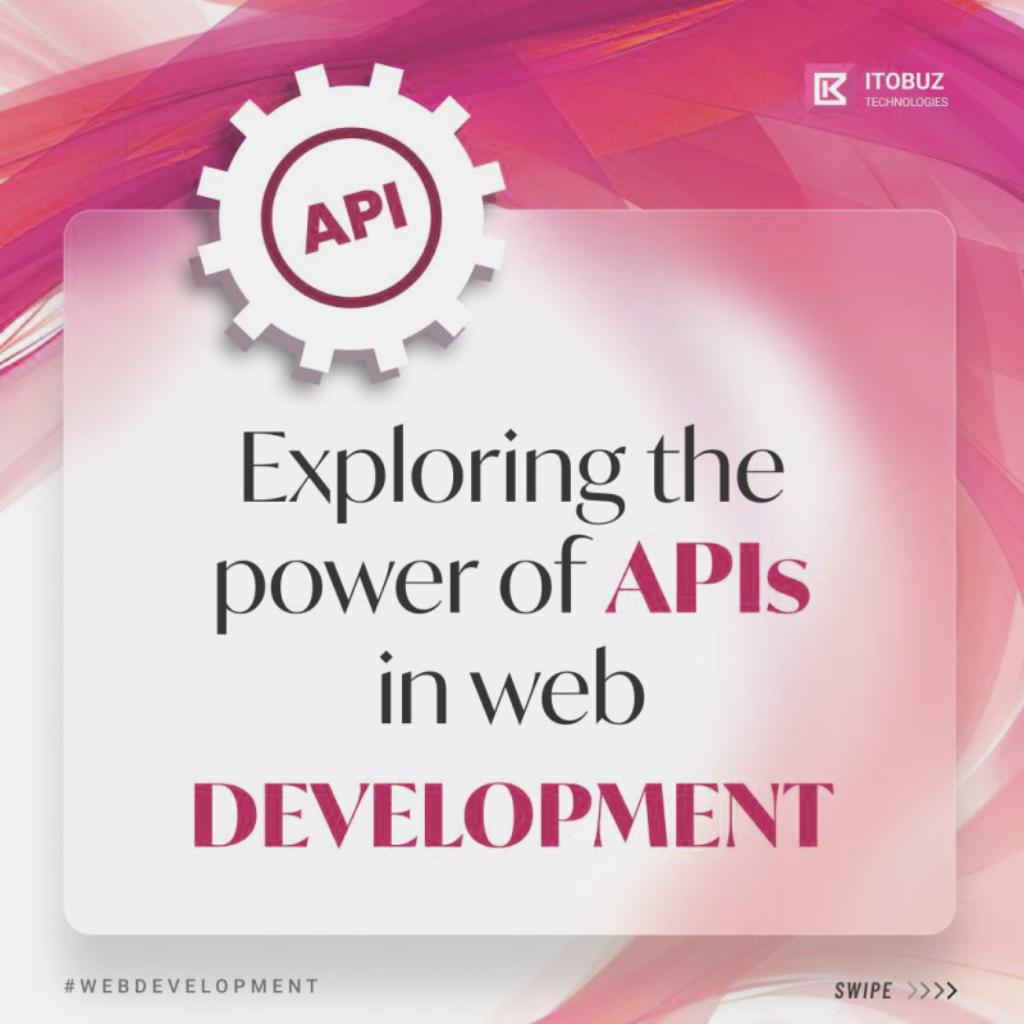 ITOBUZ
TECHNOLOGIES
API
Exploring the
power of APIs
in web
DEVELOPMENT
#WEBDEVELOPMENT
SWIPE >>>>